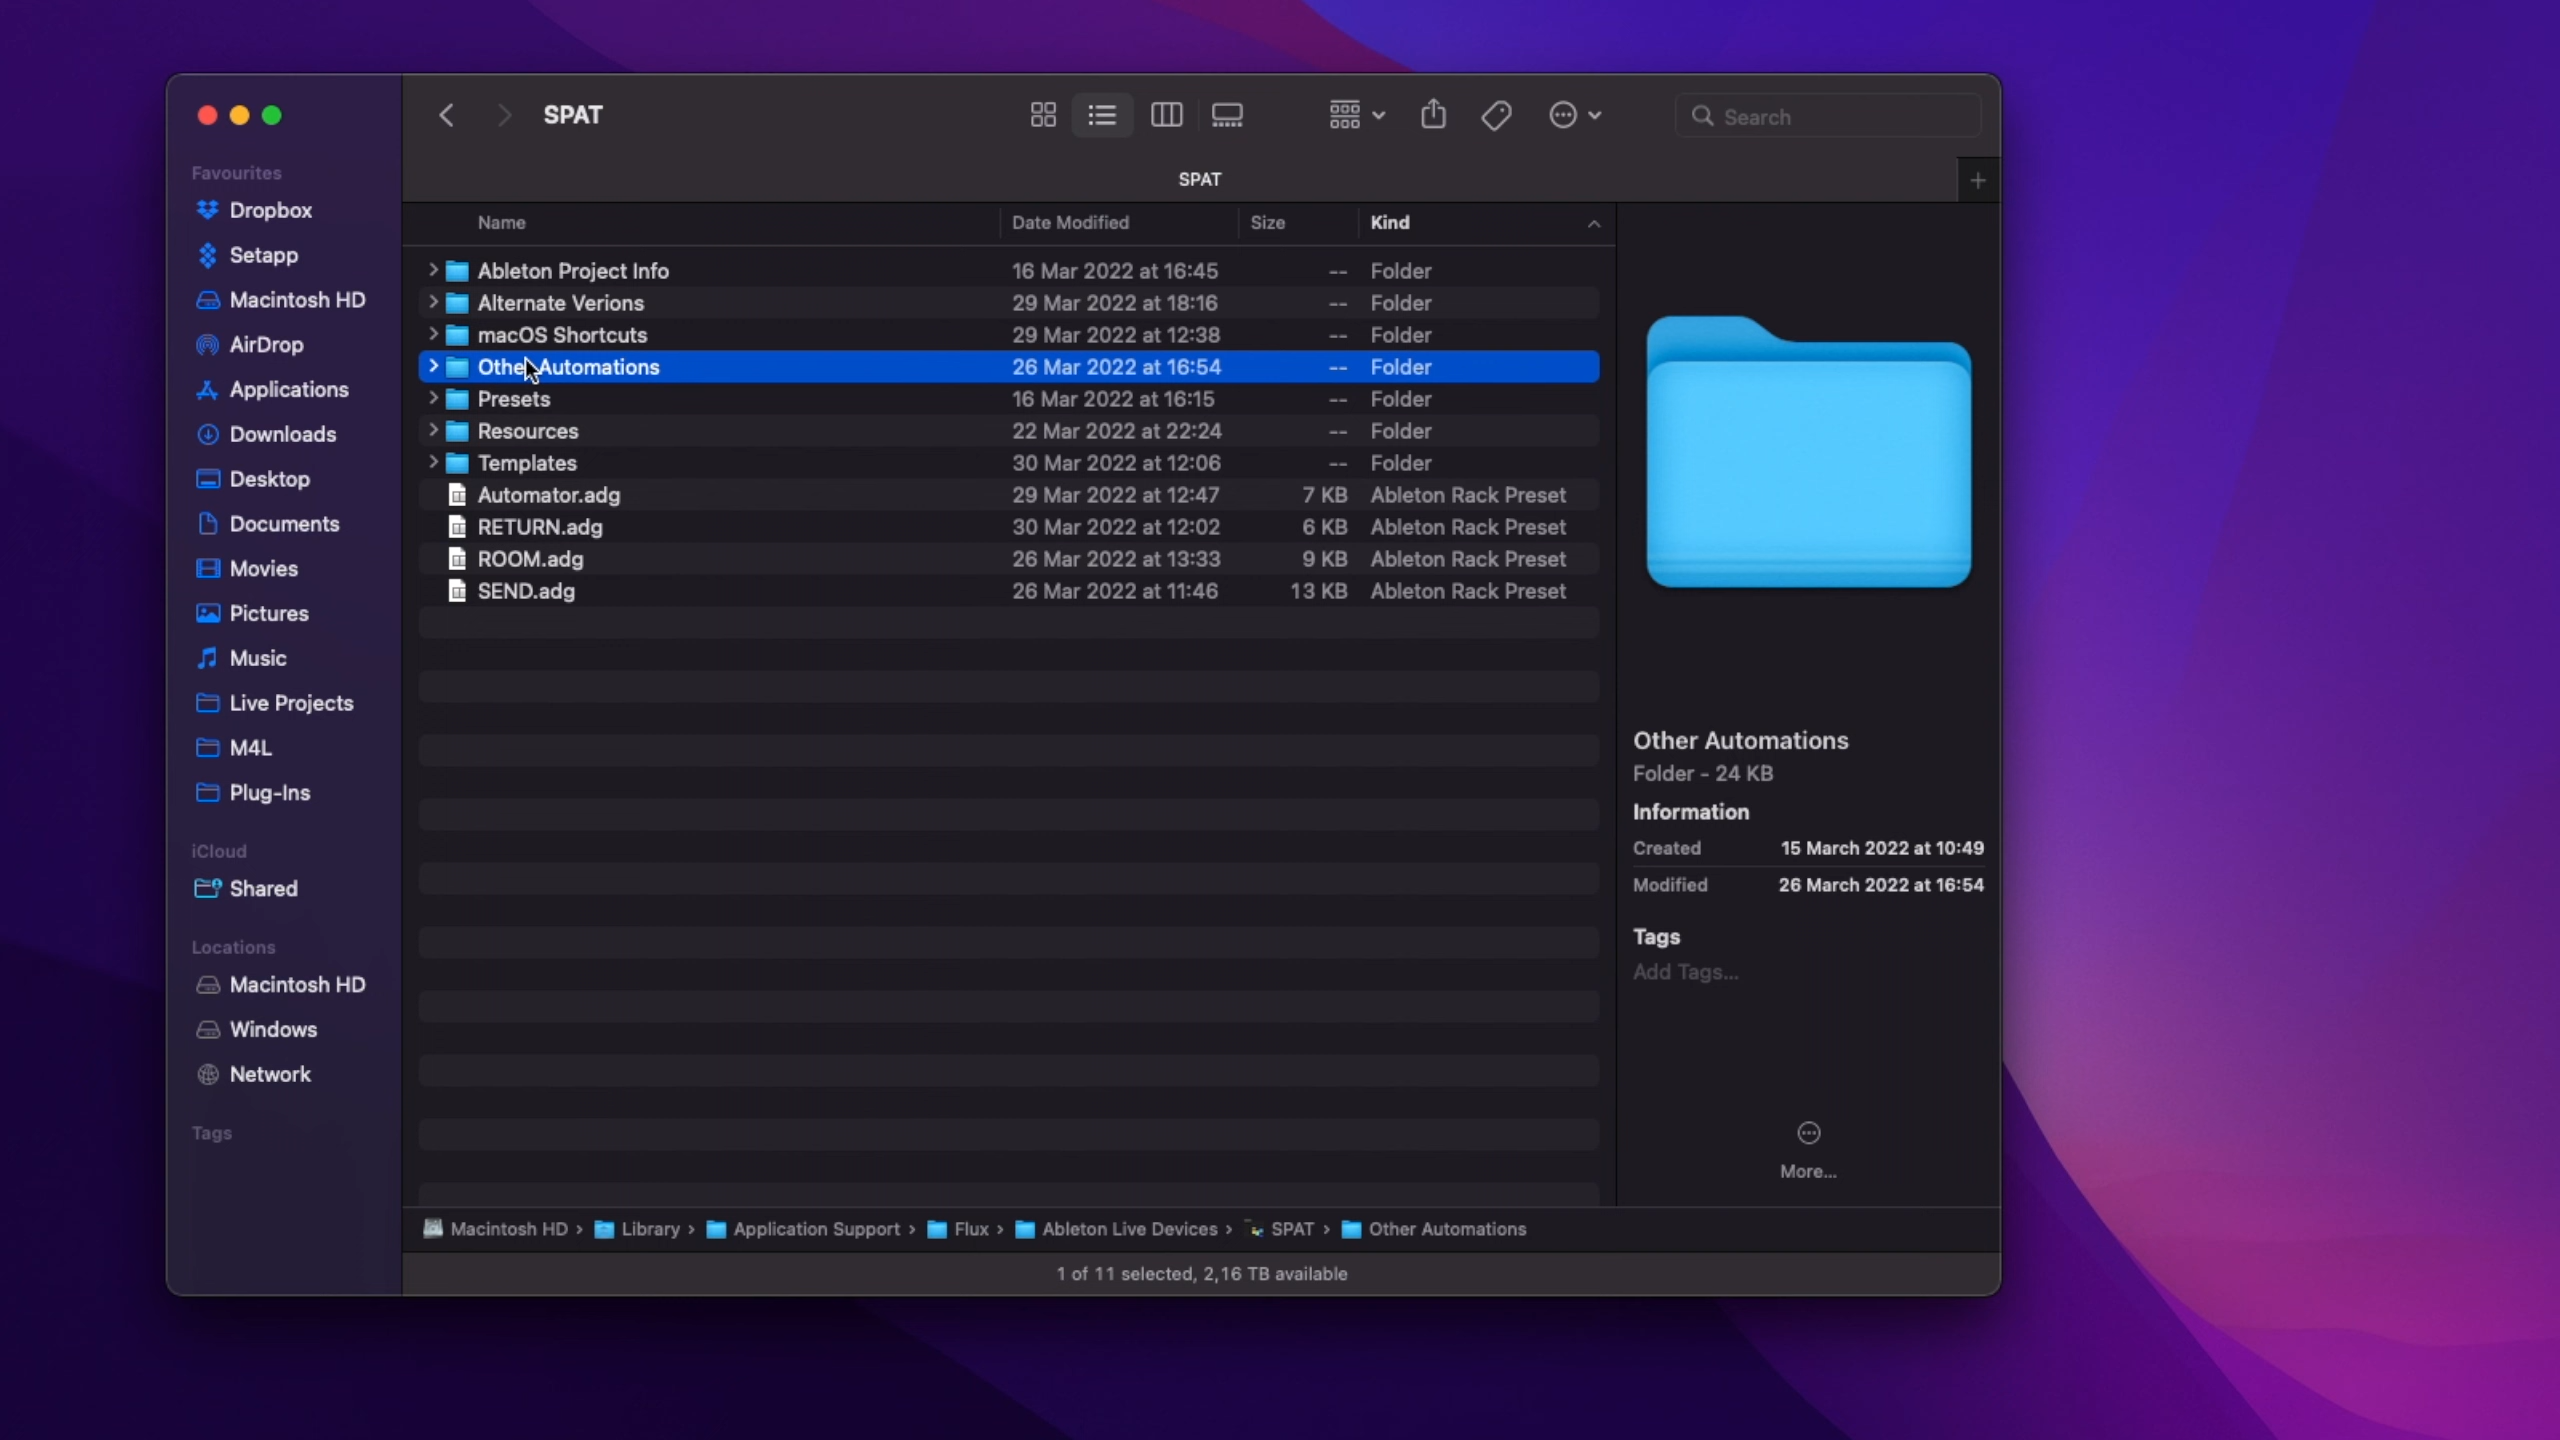 SPAT
Search
SPAT
Favourites
Dropbox
Setapp
Macintosh HD
AirDrop
Applications
Downloads
Desktop
Documents
Movies
Pictures
Music
Live Projects
M4L
Plug-Ins
iCloud
Shared
Locations
Macintosh HD
Windows
Network
Tags
Name Date Modified Size Kind
Ableton Project Info 16 Mar 2022 at 16:45 -- Folder
Alternate Verions 29 Mar 2022 at 18:16 -- Folder
macOS Shortcuts 29 Mar 2022 at 12:38 -- Folder
Other Automations 26 Mar 2022 at 16:54 -- Folder
Presets 16 Mar 2022 at 16:15 -- Folder
Resources 22 Mar 2022 at 22:24 -- Folder
Templates 30 Mar 2022 at 12:06 -- Folder
Automator.adg 29 Mar 2022 at 12:47 7 KB Ableton Rack Preset
RETURN.adg 30 Mar 2022 at 12:02 6 KB Ableton Rack Preset
ROOM.adg 26 Mar 2022 at 13:33 9 KB Ableton Rack Preset
SEND.adg 26 Mar 2022 at 11:46 13 KB Ableton Rack Preset
Other Automations
Folder - 24 KB
Information
Created 15 March 2022 at 10:49
Modified 26 March 2022 at 16:54
Tags
Add Tags...
More...
Macintosh HD › Library › Application Support › Flux › Ableton Live Devices › SPAT › Other Automations
1 of 11 selected, 2,16 TB available